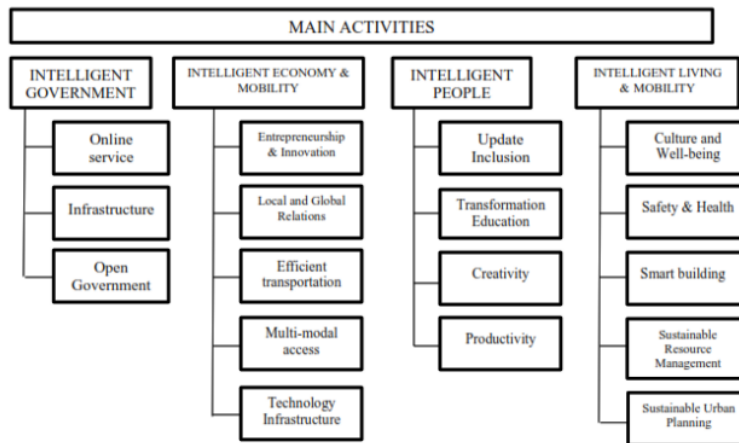 MAIN ACTIVITIES
INTELLIGENT
GOVERNMENT
Online
service
Infrastructure
Open
Government
INTELLIGENT ECONOMY &
MOBILITY
Entrepreneurship
& Innovation
Local and Global
Relations
Efficient
transportation
Multi-modal
access
Technology
Infrastructure
INTELLIGENT
PEOPLE
Update
Inclusion
Transformation
Education
Creativity
Productivity
INTELLIGENT LIVING
& MOBILITY
Culture and
Well-being
Safety & Health
Smart building
Sustainable
Resource
Management
Sustainable Urban
Planning